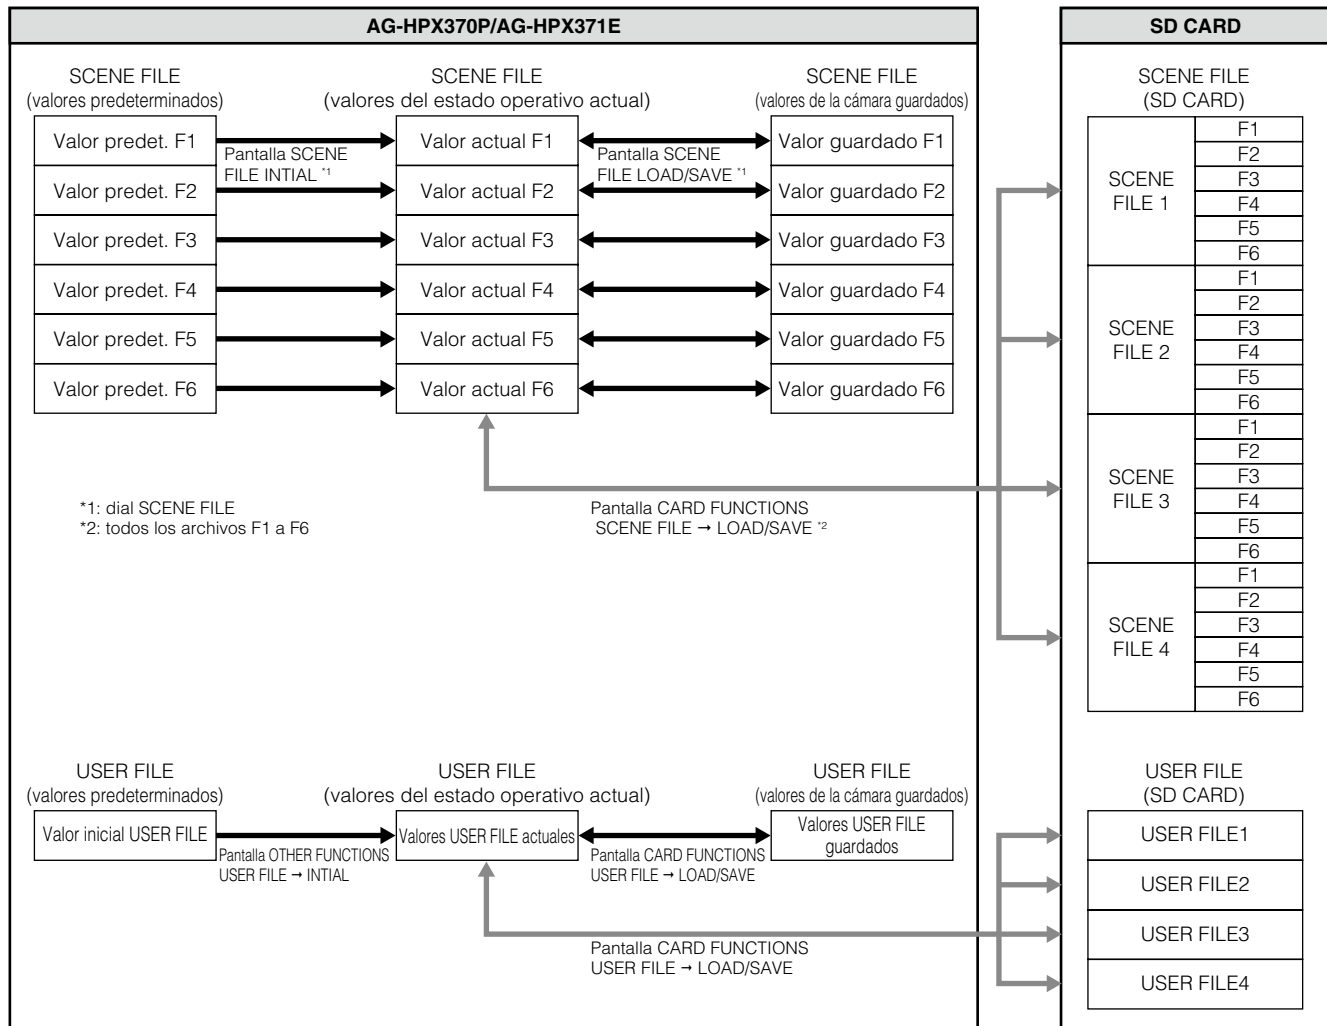 AG-HPX370P/AG-HPX371E
SD CARD
SCENE FILE
(valores predeterminados)
SCENE FILE
(valores del estado operativo actual)
SCENE FILE
(valores de la cámara guardados)
SCENE FILE
(SD CARD)
Valor predet. F1
Valor predet. F2
Valor predet. F3
Valor predet. F4
Valor predet. F5
Valor predet. F6
Pantalla SCENE
FILE INTIAL *1
Valor actual F1
Valor actual F2
Valor actual F3
Valor actual F4
Valor actual F5
Valor actual F6
Pantalla SCENE
FILE LOAD/SAVE *1
Valor guardado F1
Valor guardado F2
Valor guardado F3
Valor guardado F4
Valor guardado F5
Valor guardado F6
SCENE
FILE 1
F1
F2
F3
F4
F5
F6
SCENE
FILE 2
F1
F2
F3
F4
F5
F6
SCENE
FILE 3
F1
F2
F3
F4
F5
F6
SCENE
FILE 4
F1
F2
F3
F4
F5
F6
*1: dial SCENE FILE
*2: todos los archivos F1 a F6
Pantalla CARD FUNCTIONS
SCENE FILE → LOAD/SAVE *2
USER FILE
(valores predeterminados)
USER FILE
(valores del estado operativo actual)
USER FILE
(valores de la cámara guardados)
USER FILE
(SD CARD)
Valor inicial USER FILE
Pantalla OTHER FUNCTIONS
USER FILE → INTIAL
Valores USER FILE actuales
Pantalla CARD FUNCTIONS
USER FILE → LOAD/SAVE
Valores USER FILE
guardados
USER FILE1
USER FILE2
USER FILE3
USER FILE4
Pantalla CARD FUNCTIONS
USER FILE → LOAD/SAVE